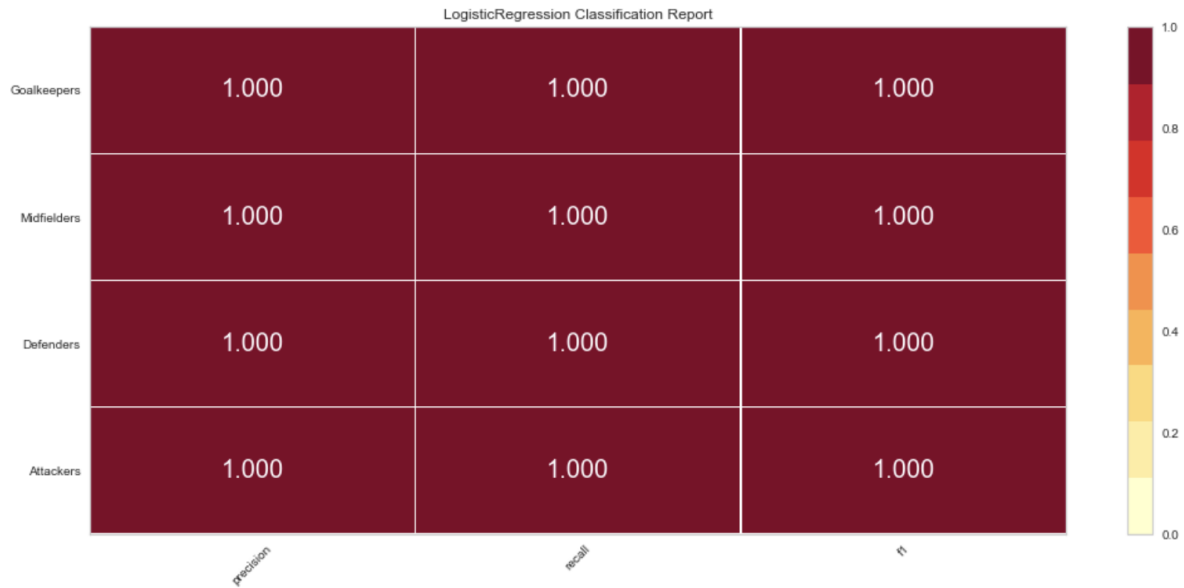 LogisticRegression Classification Report
Goalkeepers 1.000 1.000 1.000
Midfielders 1.000 1.000 1.000
Defenders 1.000 1.000 1.000
Attackers 1.000 1.000 1.000
precision recall f1
1.0
0.8
0.6
0.4
0.2
0.0